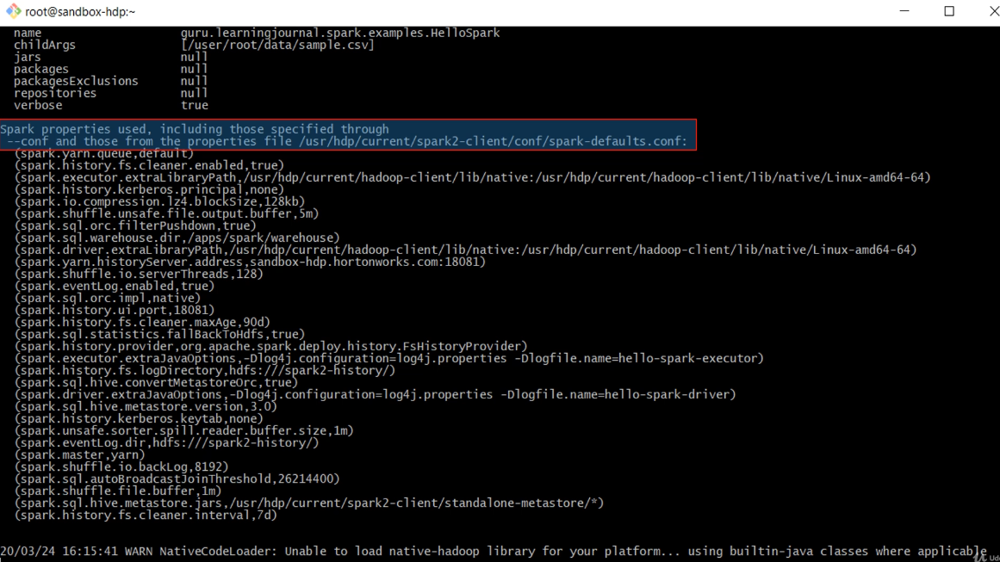 root@sandbox-hdp:~
name guru.learningjournal.spark.examples.HelloSpark
childArgs [/user/root/data/sample.csv]
jars null
packages null
packagesExclusions null
repositories null
verbose true
Spark properties used, including those specified through
--conf and those from the properties file /usr/hdp/current/spark2-client/conf/spark-defaults.conf:
(spark.yarn.queue,default)
(spark.history.fs.cleaner.enabled,true)
(spark.executor.extraLibraryPath,/usr/hdp/current/hadoop-client/lib/native:/usr/hdp/current/hadoop-client/lib/native/Linux-amd64-64)
(spark.history.kerberos.principal,none)
(spark.io.compression.lz4.blockSize,128kb)
(spark.shuffle.unsafe.file.output.buffer,5m)
(spark.sql.orc.filterPushdown,true)
(spark.sql.warehouse.dir,/apps/spark/warehouse)
(spark.driver.extraLibraryPath,/usr/hdp/current/hadoop-client/lib/native:/usr/hdp/current/hadoop-client/lib/native/Linux-amd64-64)
(spark.yarn.historyServer.address,sandbox-hdp.hortonworks.com:18081)
(spark.shuffle.io.serverThreads,128)
(spark.eventLog.enabled,true)
(spark.sql.orc.impl,native)
(spark.history.ui.port,18081)
(spark.history.fs.cleaner.maxAge,90d)
(spark.sql.statistics.fallBackToHdfs,true)
(spark.history.provider,org.apache.spark.deploy.history.FsHistoryProvider)
(spark.executor.extraJavaOptions,-Dlog4j.configuration=log4j.properties -Dlogfile.name=hello-spark-executor)
(spark.history.fs.logDirectory,hdfs:///spark2-history/)
(spark.sql.hive.convertMetastoreOrc,true)
(spark.driver.extraJavaOptions,-Dlog4j.configuration=log4j.properties -Dlogfile.name=hello-spark-driver)
(spark.sql.hive.metastore.version,3.0)
(spark.history.kerberos.keytab,none)
(spark.unsafe.sorter.spill.reader.buffer.size,1m)
(spark.eventLog.dir,hdfs:///spark2-history/)
(spark.master,yarn)
(spark.shuffle.io.backLog,8192)
(spark.sql.autoBroadcastJoinThreshold,26214400)
(spark.shuffle.file.buffer,1m)
(spark.sql.hive.metastore.jars,/usr/hdp/current/spark2-client/standalone-metastore/*)
(spark.history.fs.cleaner.interval,7d)
20/03/24 16:15:41 WARN NativeCodeLoader: Unable to load native-hadoop library for your platform... using builtin-java classes where applicable